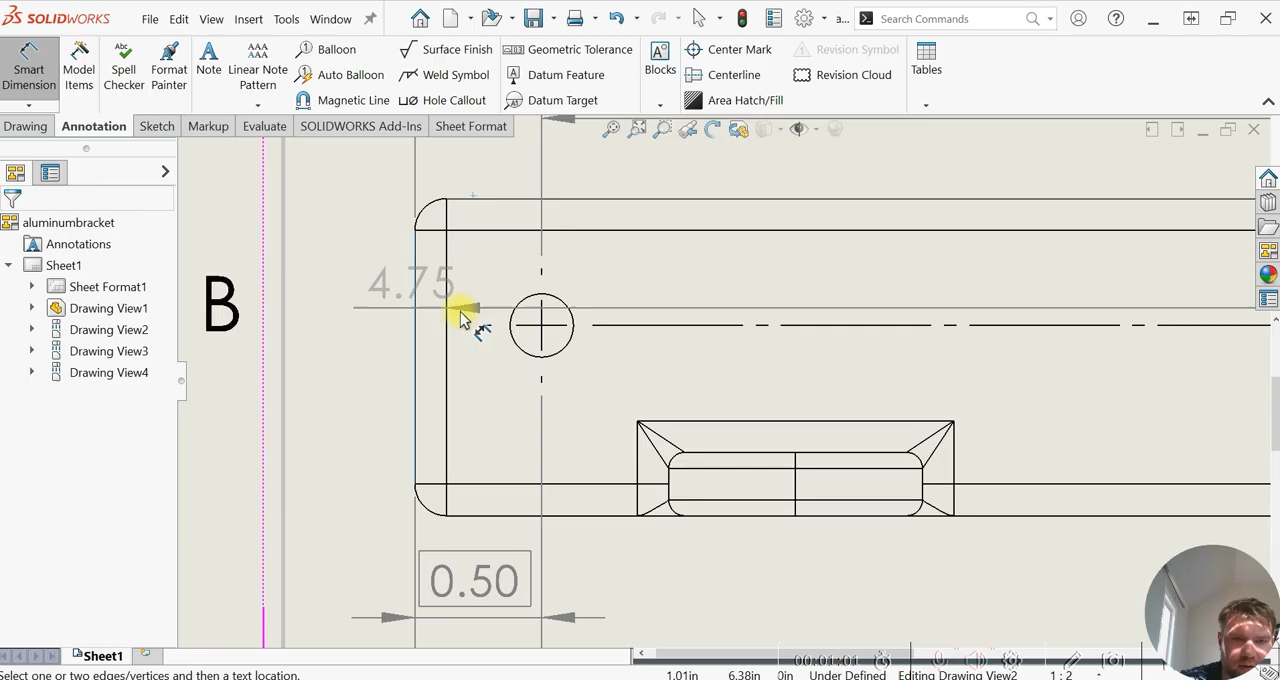 SOLIDWORKS File Edit View Insert Tools Window a... Search Commands
Smart Dimension
Model Items
Spell Checker
Format Painter
Note
Linear Note Pattern
Balloon
Auto Balloon
Magnetic Line
Surface Finish
Weld Symbol
Hole Callout
Geometric Tolerance
Datum Feature
Datum Target
Blocks
Center Mark
Centerline
Area Hatch/Fill
Revision Symbol
Revision Cloud
Tables
Drawing Annotation Sketch Markup Evaluate SOLIDWORKS Add-Ins Sheet Format
aluminumbracket
Annotations
Sheet1
Sheet Format1
Drawing View1
Drawing View2
Drawing View3
Drawing View4
B
4.75
0.50
Sheet1
00:01:01
Select one or two edges/vertices and then a text location. 1.01in 6.38in 0in Under Defined Editing Drawing View2 1 : 2